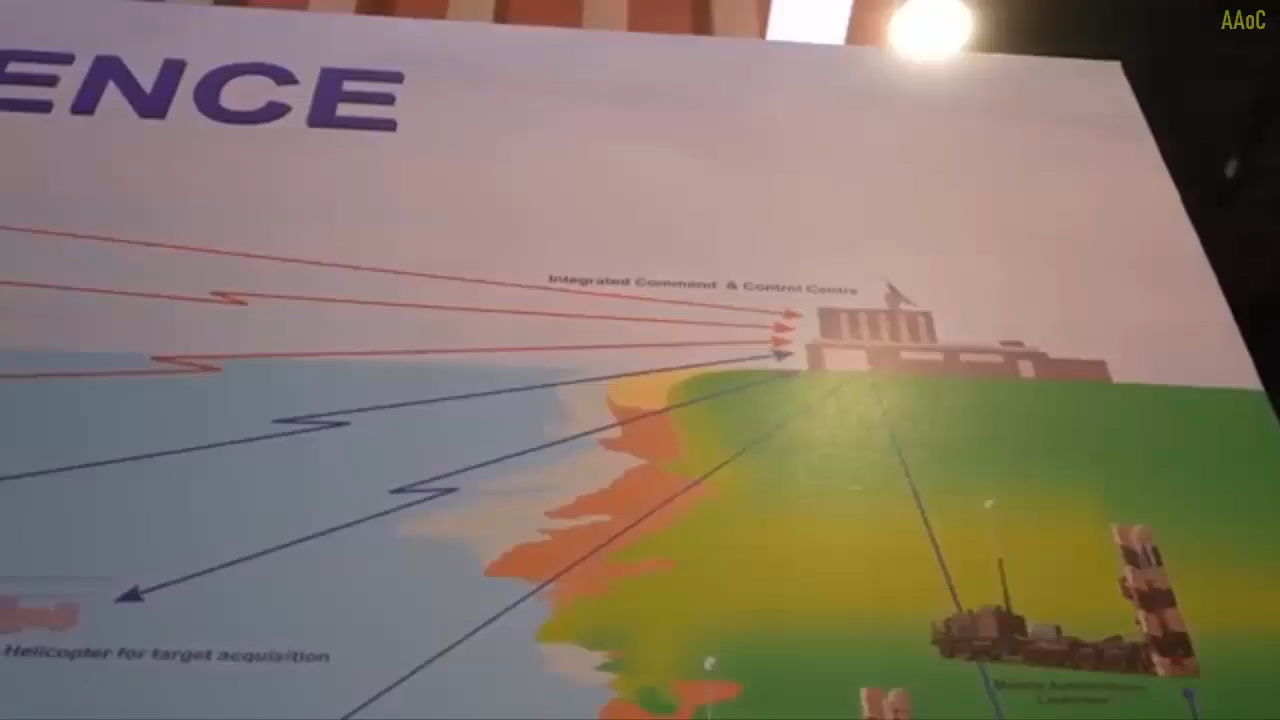 AAoC
ENCE
Integrated Command & Control Centre
Helicopter for target acquisition